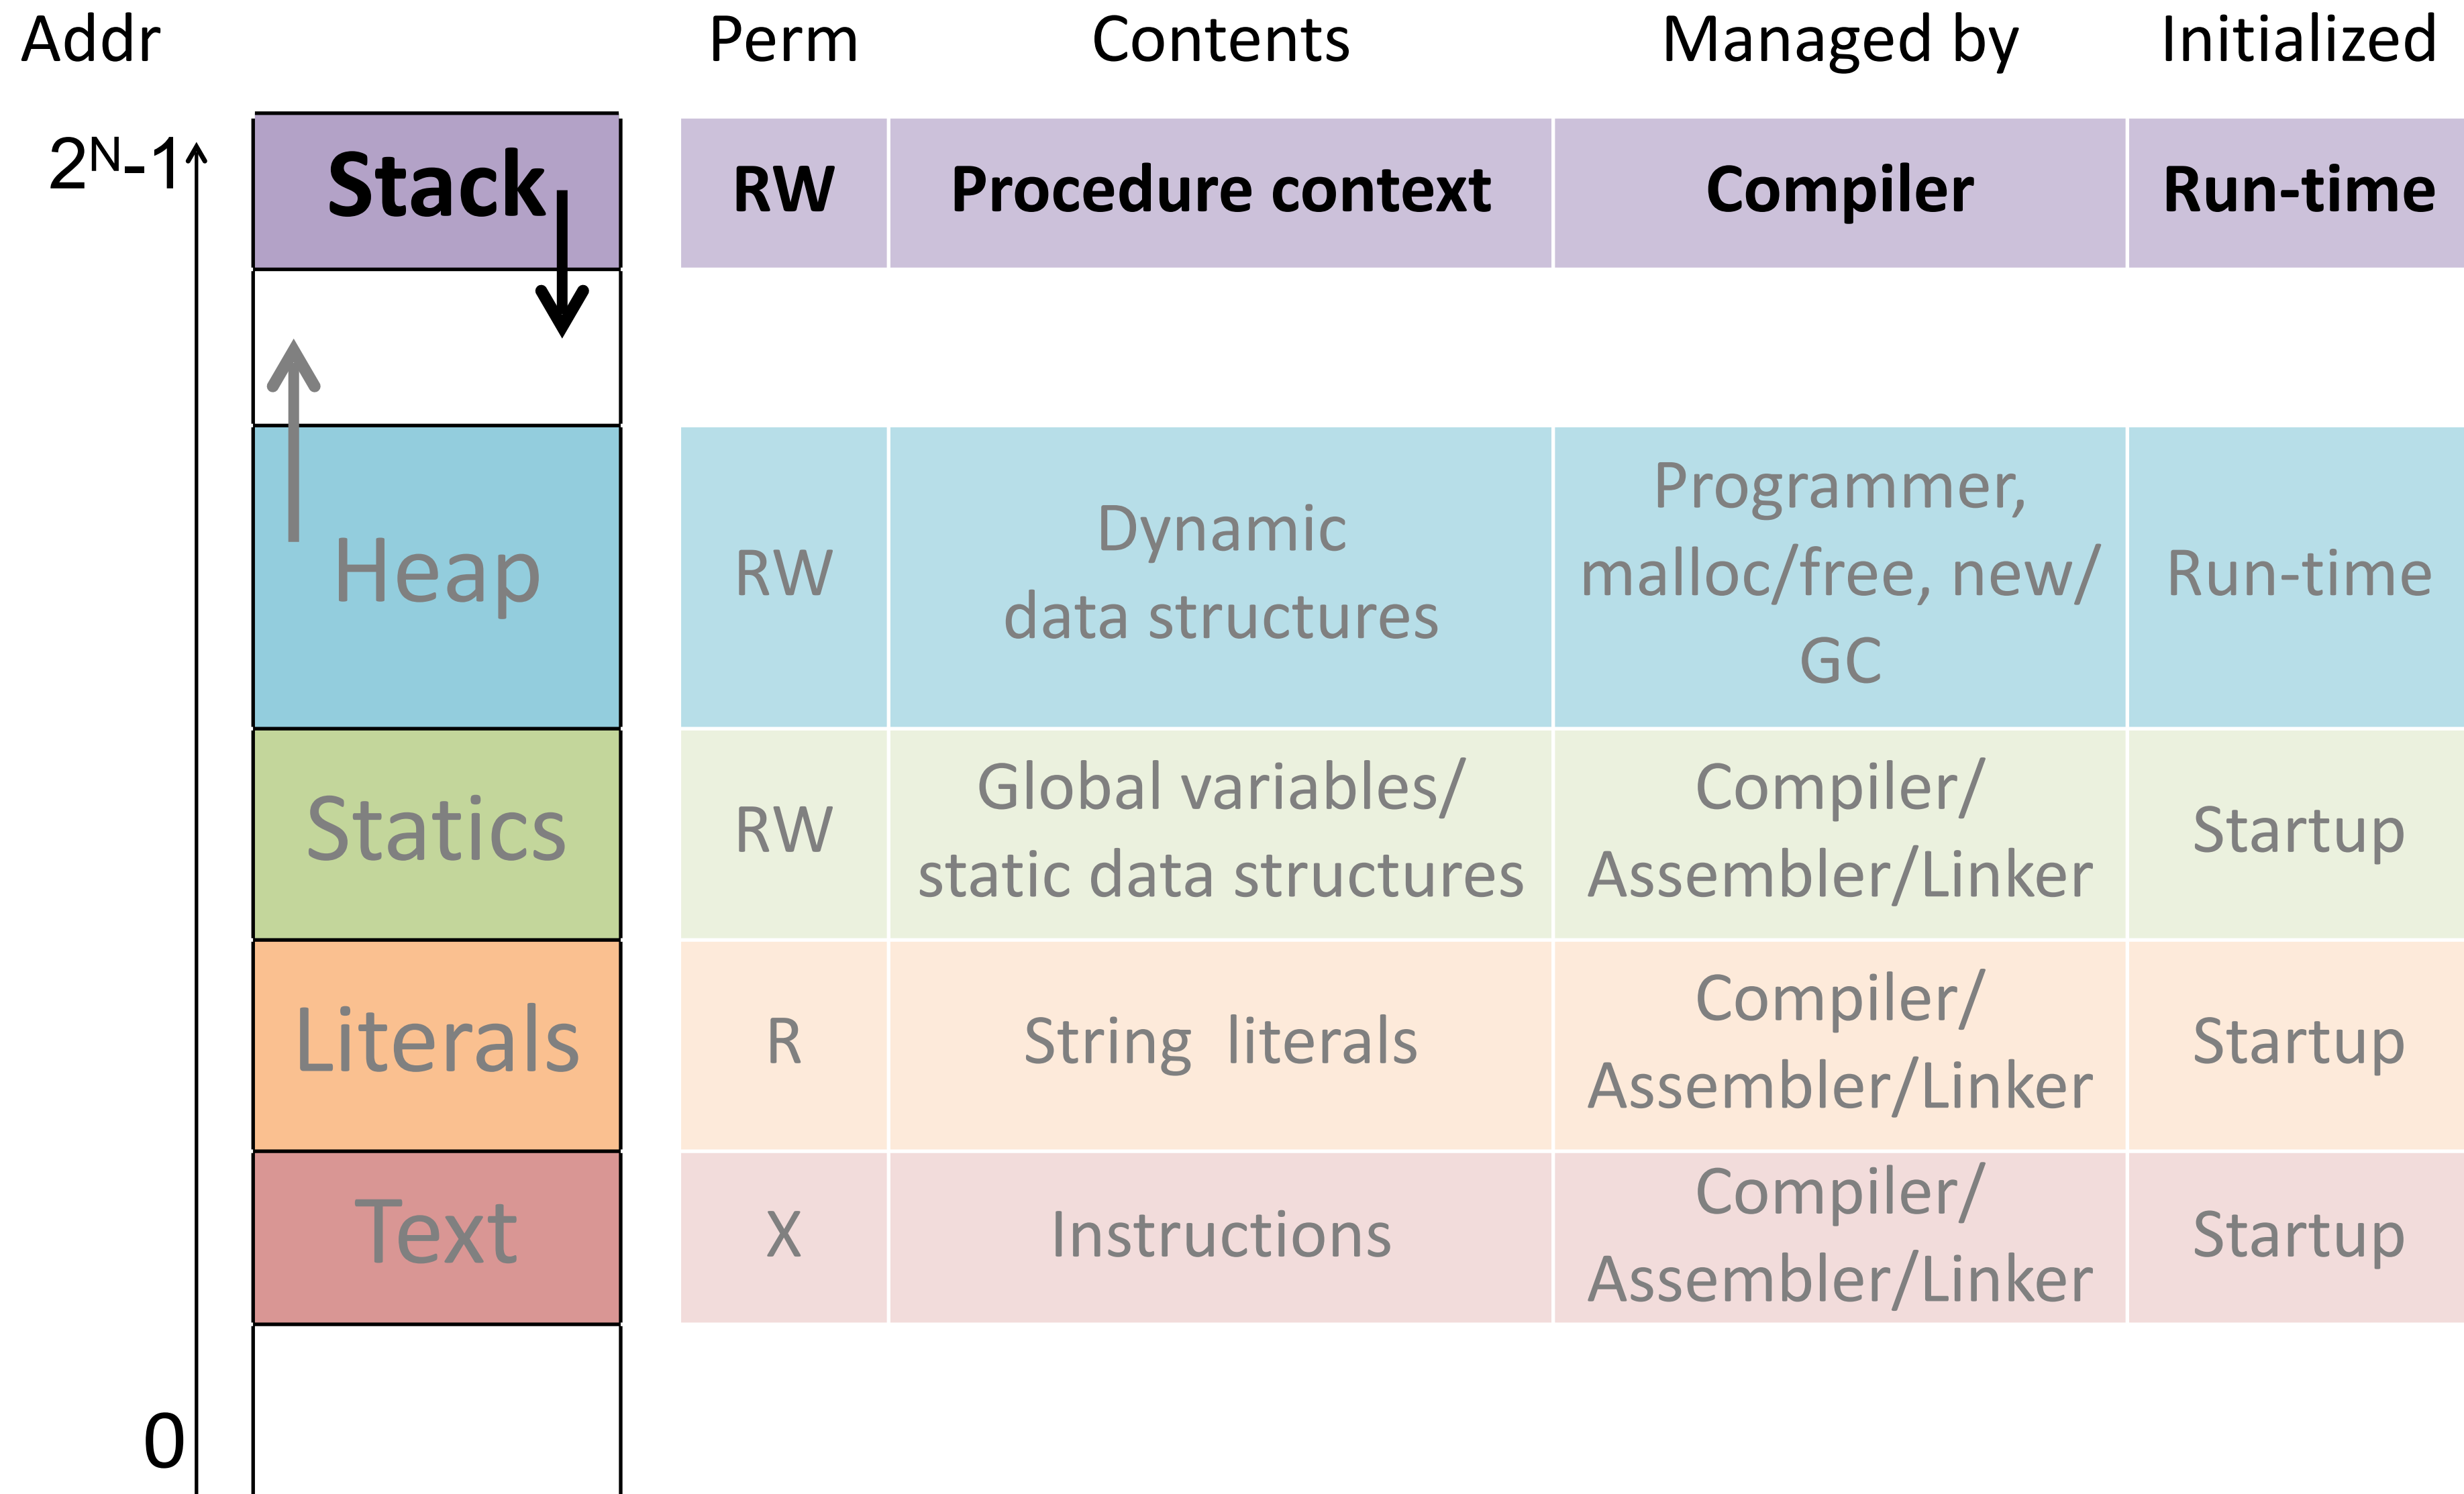 Addr Perm Contents Managed by Initialized
2ᴺ-1 Stack RW Procedure context Compiler Run-time
Heap RW Dynamic
data structures Programmer,
malloc/free, new/
GC Run-time
Statics RW Global variables/
static data structures Compiler/
Assembler/Linker Startup
Literals R String literals Compiler/
Assembler/Linker Startup
Text X Instructions Compiler/
Assembler/Linker Startup
0